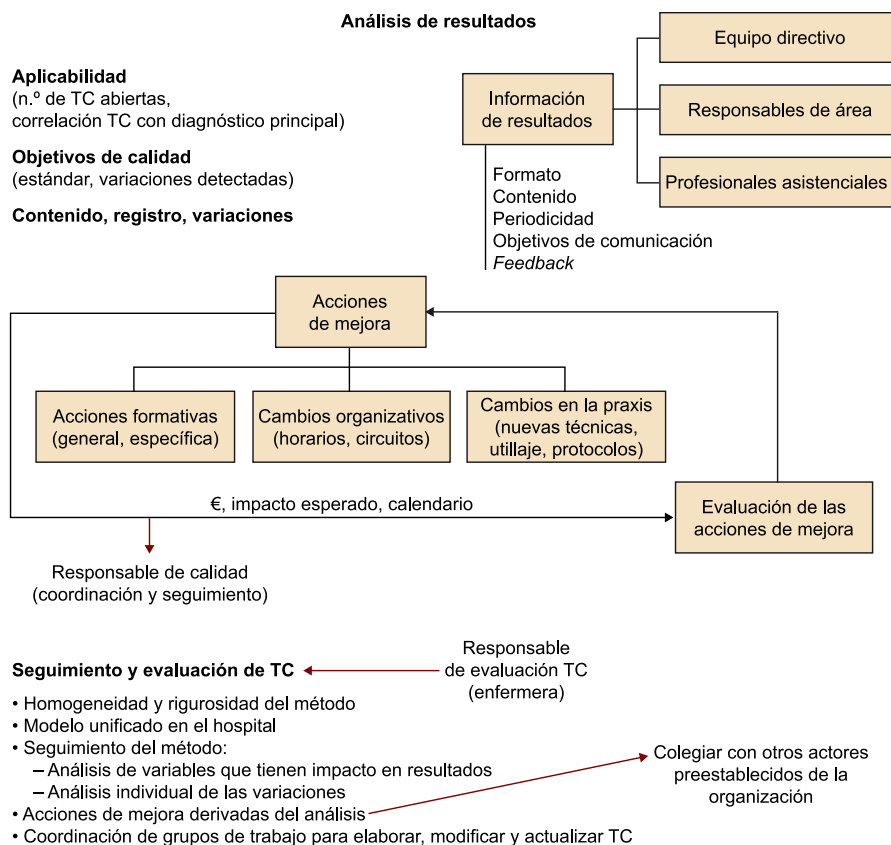 Análisis de resultados
Aplicabilidad
(n.º de TC abiertas,
correlación TC con diagnóstico principal)
Objetivos de calidad
(estándar, variaciones detectadas)
Contenido, registro, variaciones
Información
de resultados
Equipo directivo
Responsables de área
Profesionales asistenciales
Formato
Contenido
Periodicidad
Objetivos de comunicación
Feedback
Acciones
de mejora
Acciones formativas
(general, específica)
Cambios organizativos
(horarios, circuitos)
Cambios en la praxis
(nuevas técnicas,
utillaje, protocolos)
€, impacto esperado, calendario
Evaluación de las
acciones de mejora
Responsable de calidad
(coordinación y seguimiento)
Seguimiento y evaluación de TC
Responsable
de evaluación TC
(enfermera)
• Homogeneidad y rigurosidad del método
• Modelo unificado en el hospital
• Seguimiento del método:
– Análisis de variables que tienen impacto en resultados
– Análisis individual de las variaciones
• Acciones de mejora derivadas del análisis
• Coordinación de grupos de trabajo para elaborar, modificar y actualizar TC
Colegiar con otros actores
preestablecidos de la
organización